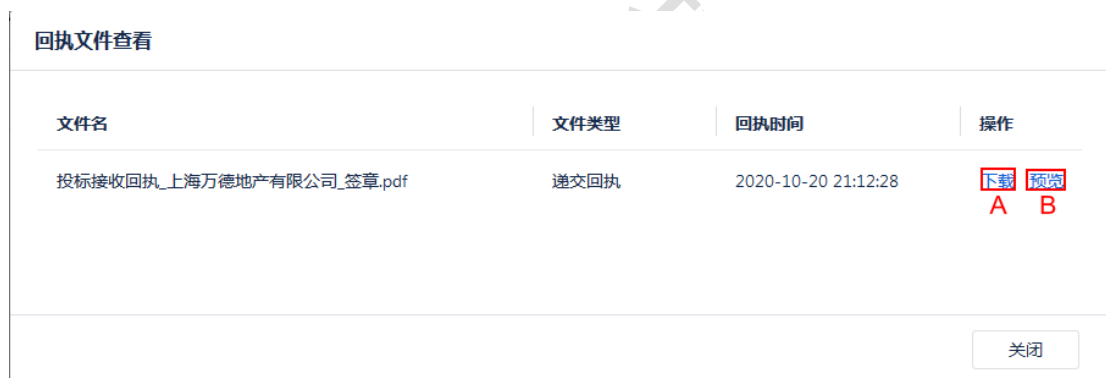 回执文件查看
文件名 文件类型 回执时间 操作
投标接收回执_上海万德地产有限公司_签章.pdf 递交回执 2020-10-20 21:12:28 下载 预览
A B
关闭